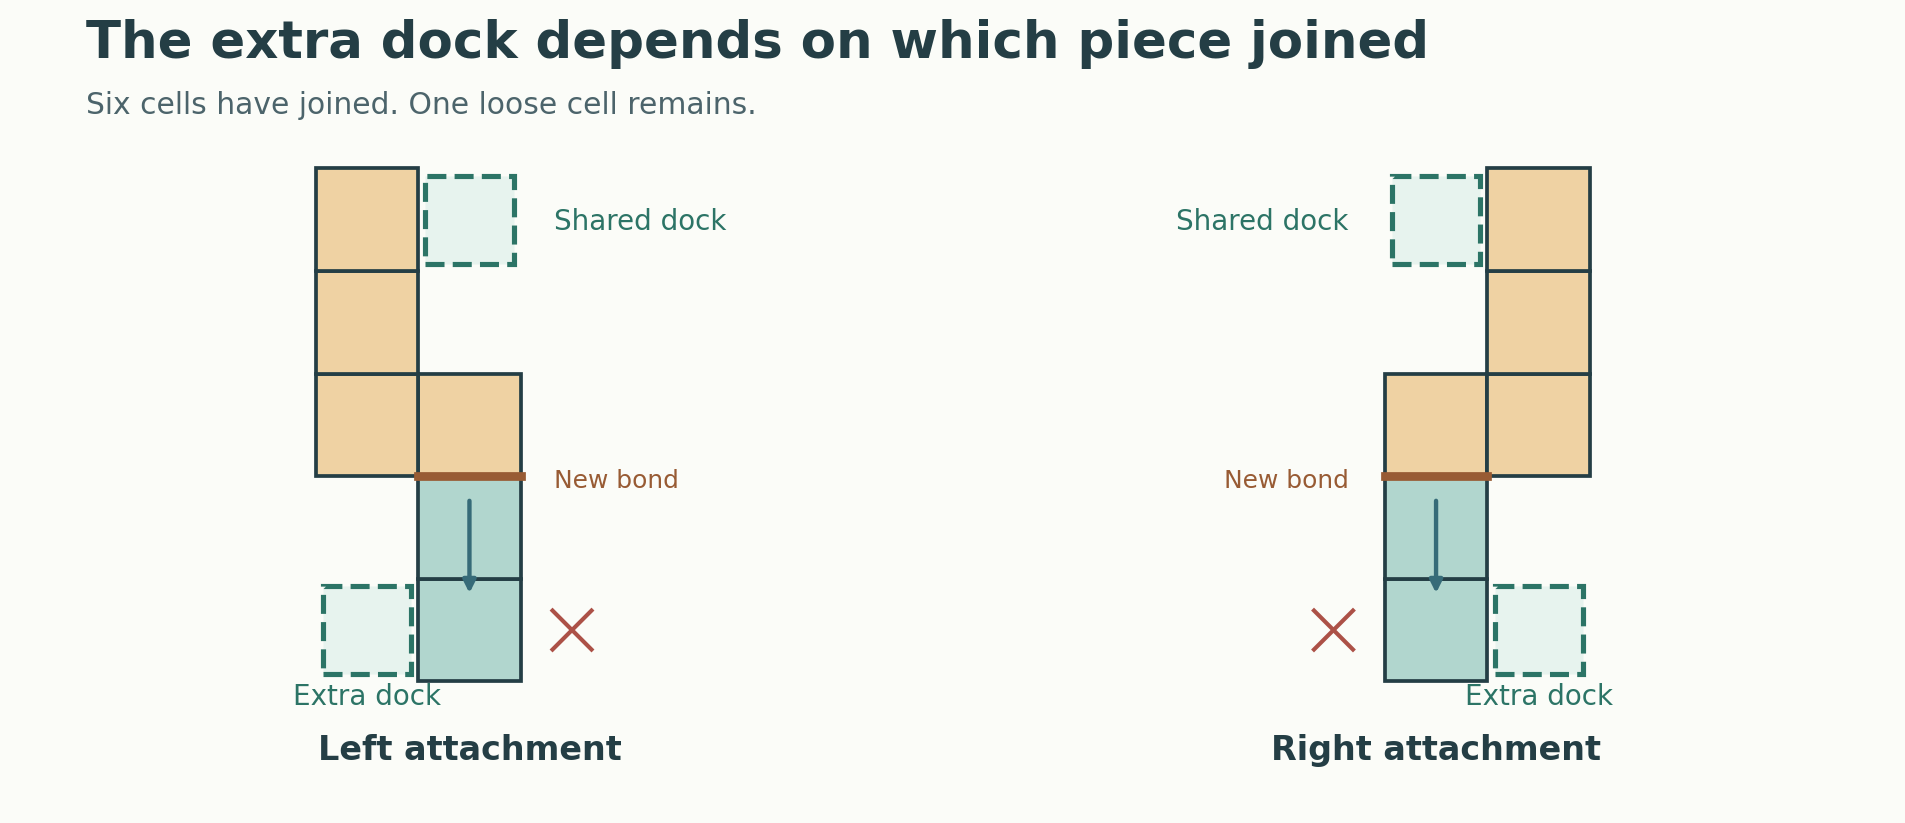 The extra dock depends on which piece joined
Six cells have joined. One loose cell remains.
Shared dock
Shared dock
New bond
New bond
Extra dock
Extra dock
Left attachment
Right attachment